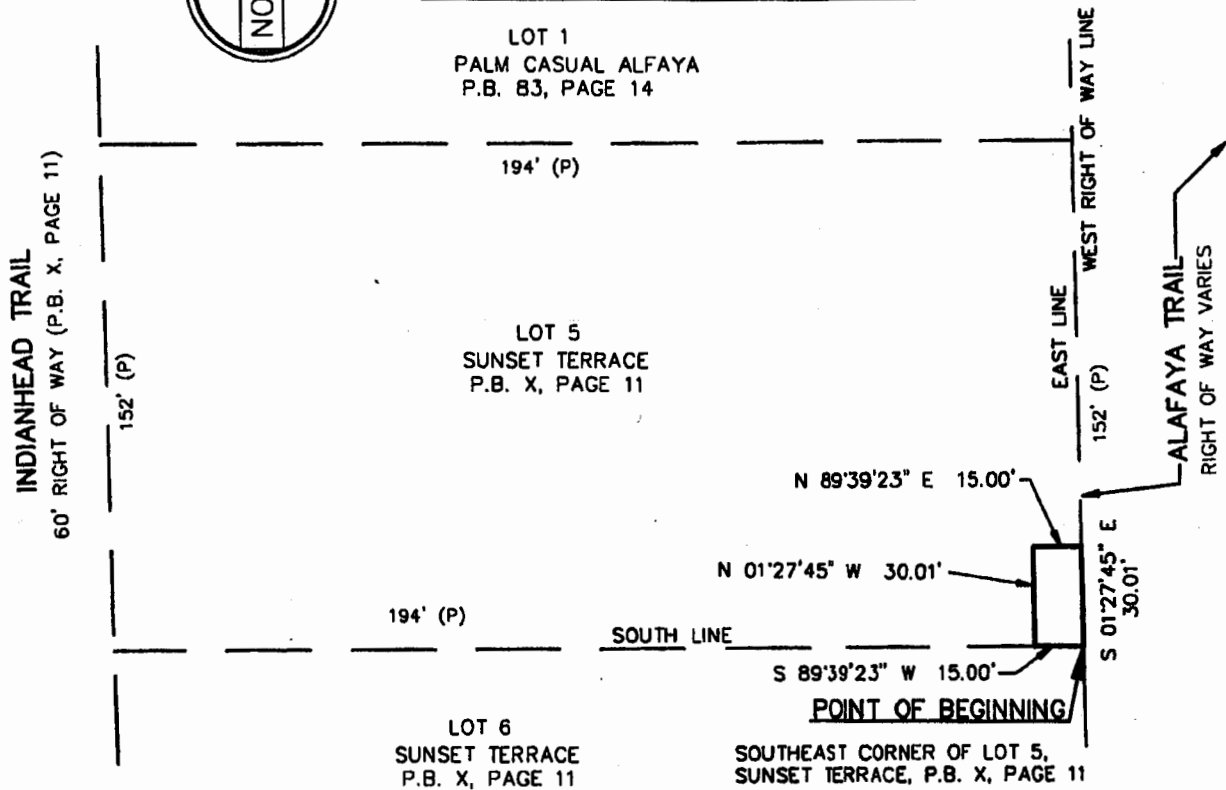 NO
LOT 1
PALM CASUAL ALFAYA
P.B. 83, PAGE 14
WEST RIGHT OF WAY LINE
194' (P)
INDIANHEAD TRAIL
60' RIGHT OF WAY (P.B. X, PAGE 11)
152' (P)
LOT 5
SUNSET TERRACE
P.B. X, PAGE 11
EAST LINE
152' (P)
ALAFAYA TRAIL
RIGHT OF WAY VARIES
N 89°39'23" E 15.00'
N 01°27'45" W 30.01'
S 01°27'45" E
30.01'
194' (P)
SOUTH LINE
S 89°39'23" W 15.00'
POINT OF BEGINNING
LOT 6
SUNSET TERRACE
P.B. X, PAGE 11
SOUTHEAST CORNER OF LOT 5,
SUNSET TERRACE, P.B. X, PAGE 11